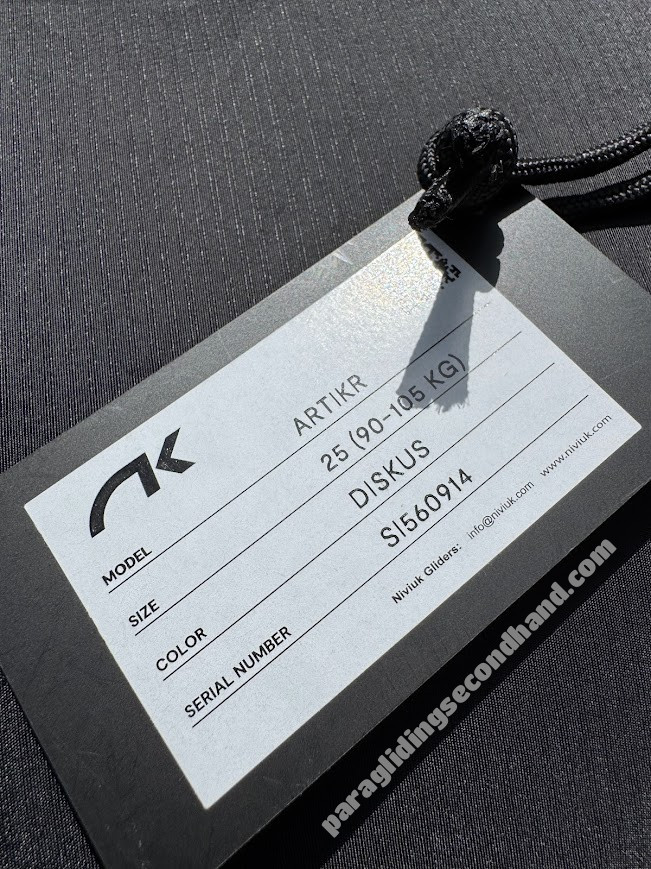 MODEL ARTIKR
SIZE 25 (90-105 KG)
COLOR DISKUS
SERIAL NUMBER SI560914
Niviuk Gliders: info@niviuk.com www.niviuk.com
paraglidingsecondhand.com